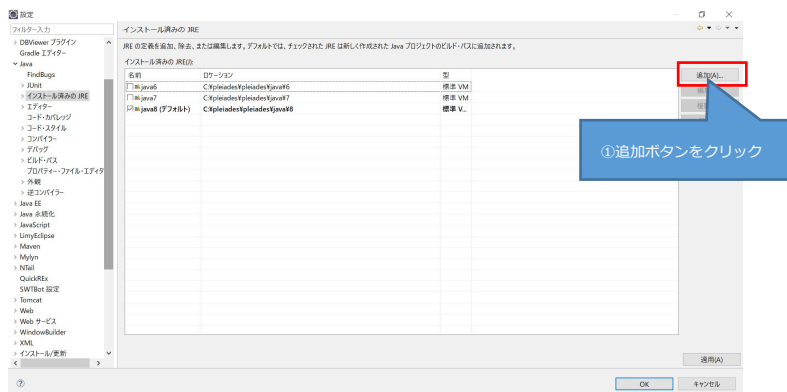 設定
フィルター入力
インストール済みの JRE
DBViewer プラグイン
Gradle エディター
Java
FindBugs
JUnit
インストール済みの JRE
エディター
コード・カバレッジ
コード・スタイル
コンパイラー
デバッグ
ビルド・パス
プロパティー・ファイル・エディタ
外観
逆コンパイラー
Java EE
Java 永続化
JavaScript
LimyEclipse
Maven
Mylyn
NTail
QuickREx
SWTBot 設定
Tomcat
Web
Web サービス
WindowBuilder
XML
インストール/更新
JRE の定義を追加、除去、または編集します。デフォルトでは、チェックされた JRE は新しく作成された Java プロジェクトのビルド・パスに追加されます。
インストール済みの JRE(J):
名前 ロケーション 型
java6 C:¥pleiades¥pleiades¥java¥6 標準 VM
java7 C:¥pleiades¥pleiades¥java¥7 標準 VM
java8 (デフォルト) C:¥pleiades¥pleiades¥java¥8 標準 V...
追加(A)...
①追加ボタンをクリック
適用(A)
OK キャンセル